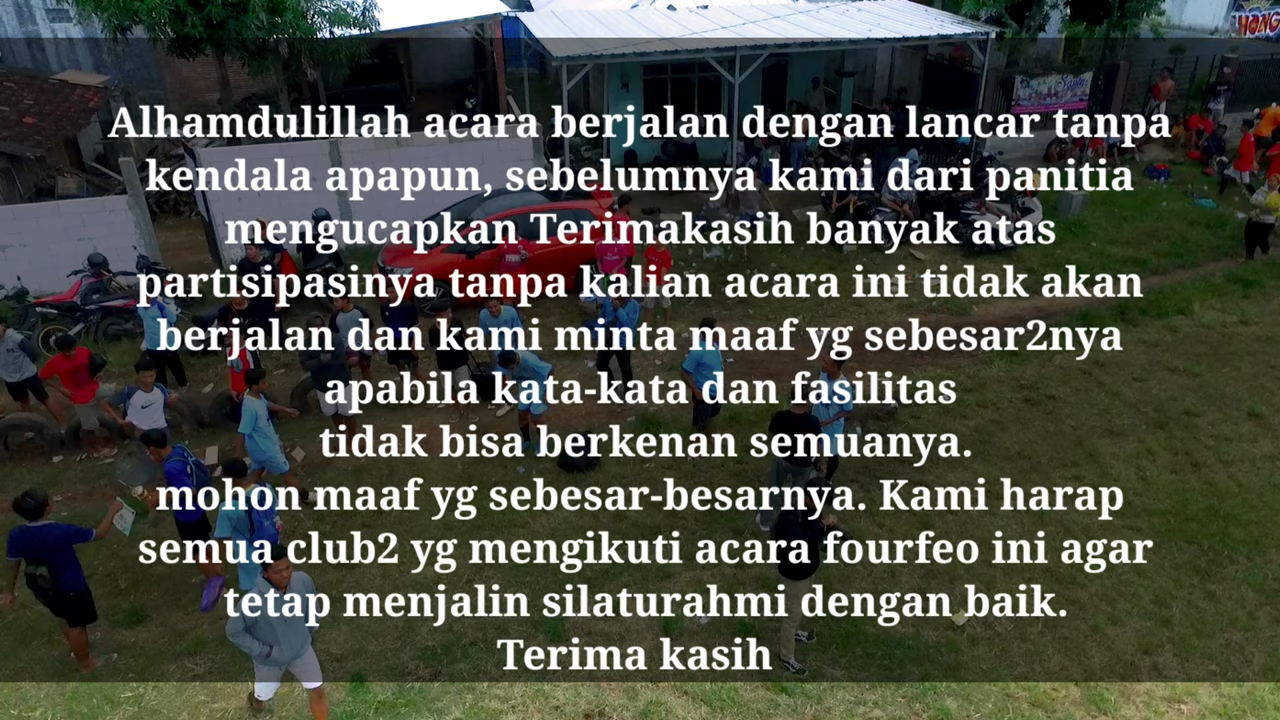 Alhamdulillah acara berjalan dengan lancar tanpa
kendala apapun, sebelumnya kami dari panitia
mengucapkan Terimakasih banyak atas
partisipasinya tanpa kalian acara ini tidak akan
berjalan dan kami minta maaf yg sebesar2nya
apabila kata-kata dan fasilitas
tidak bisa berkenan semuanya.
mohon maaf yg sebesar-besarnya. Kami harap
semua club2 yg mengikuti acara fourfeo ini agar
tetap menjalin silaturahmi dengan baik.
Terima kasih